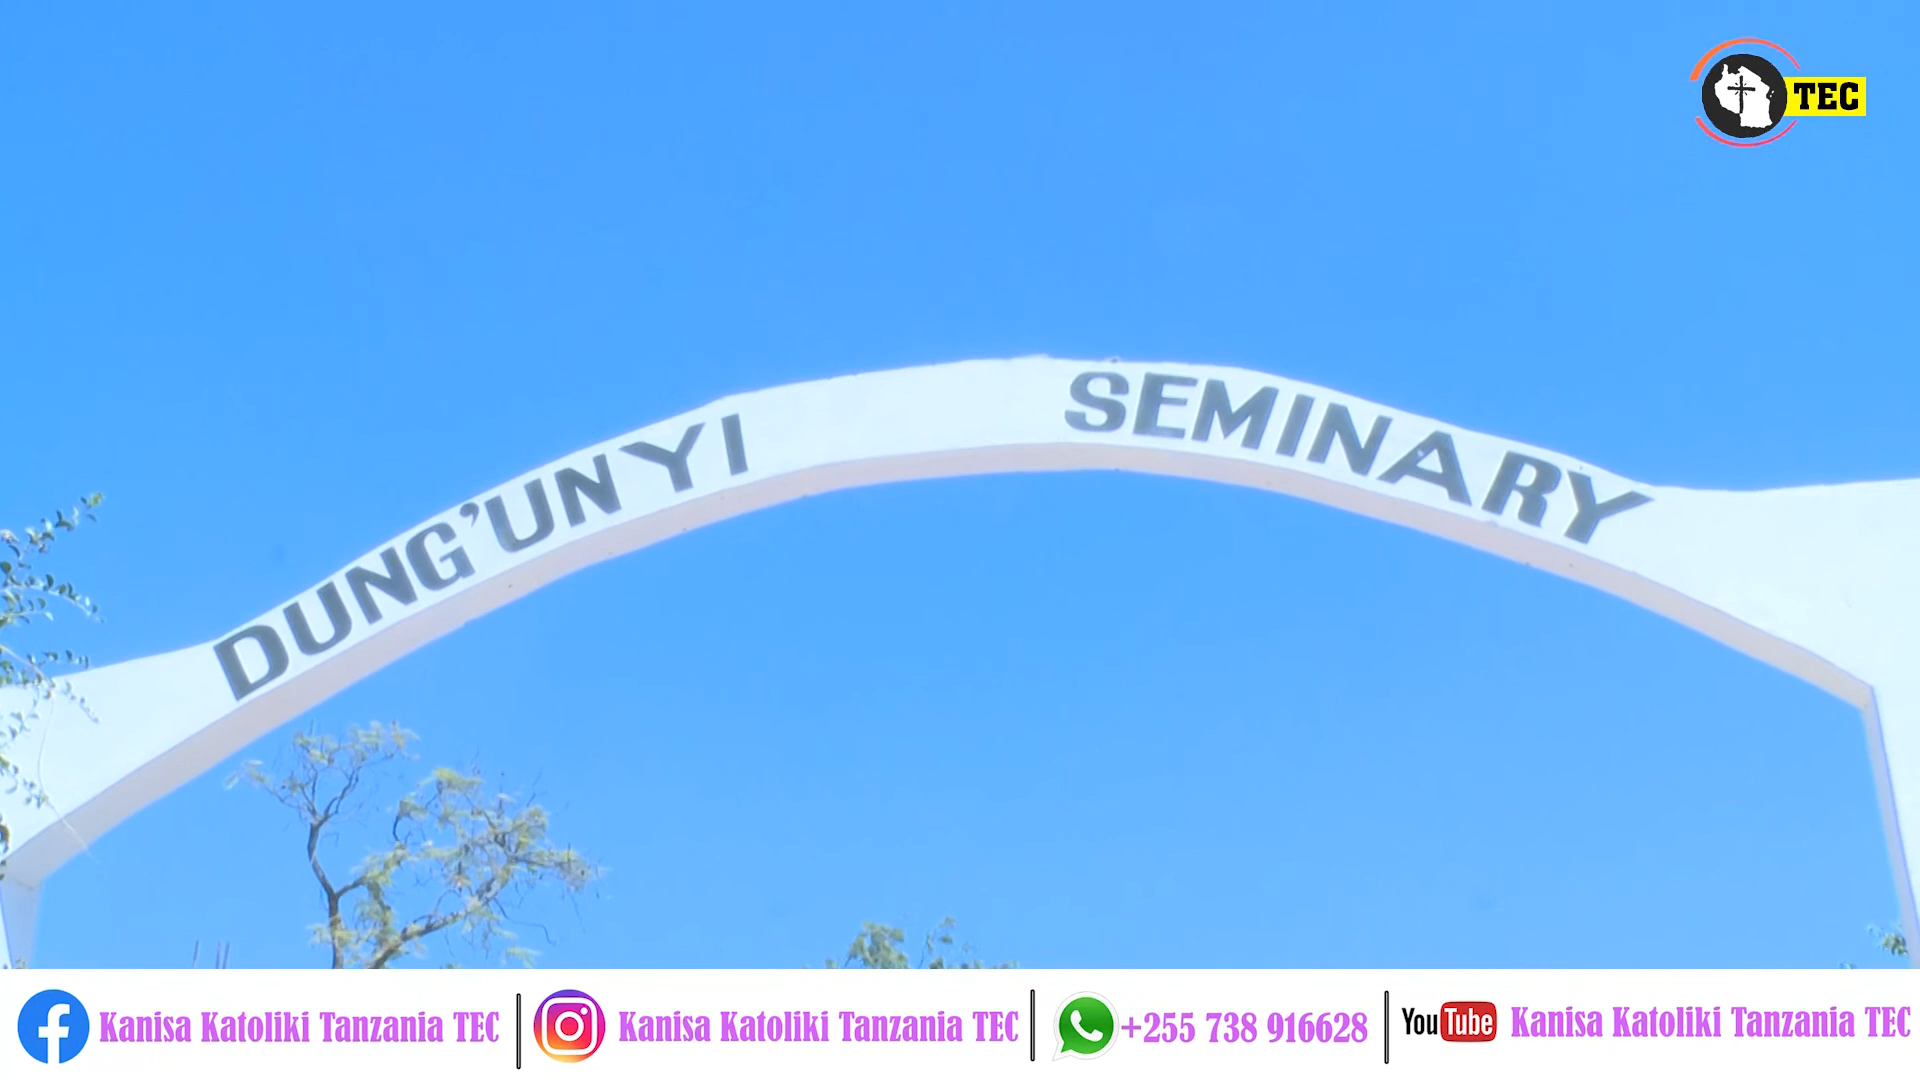 TEC
DUNG'UNYI SEMINARY
Kanisa Katoliki Tanzania TEC
Kanisa Katoliki Tanzania TEC
+255 738 916628
YouTube Kanisa Katoliki Tanzania TEC